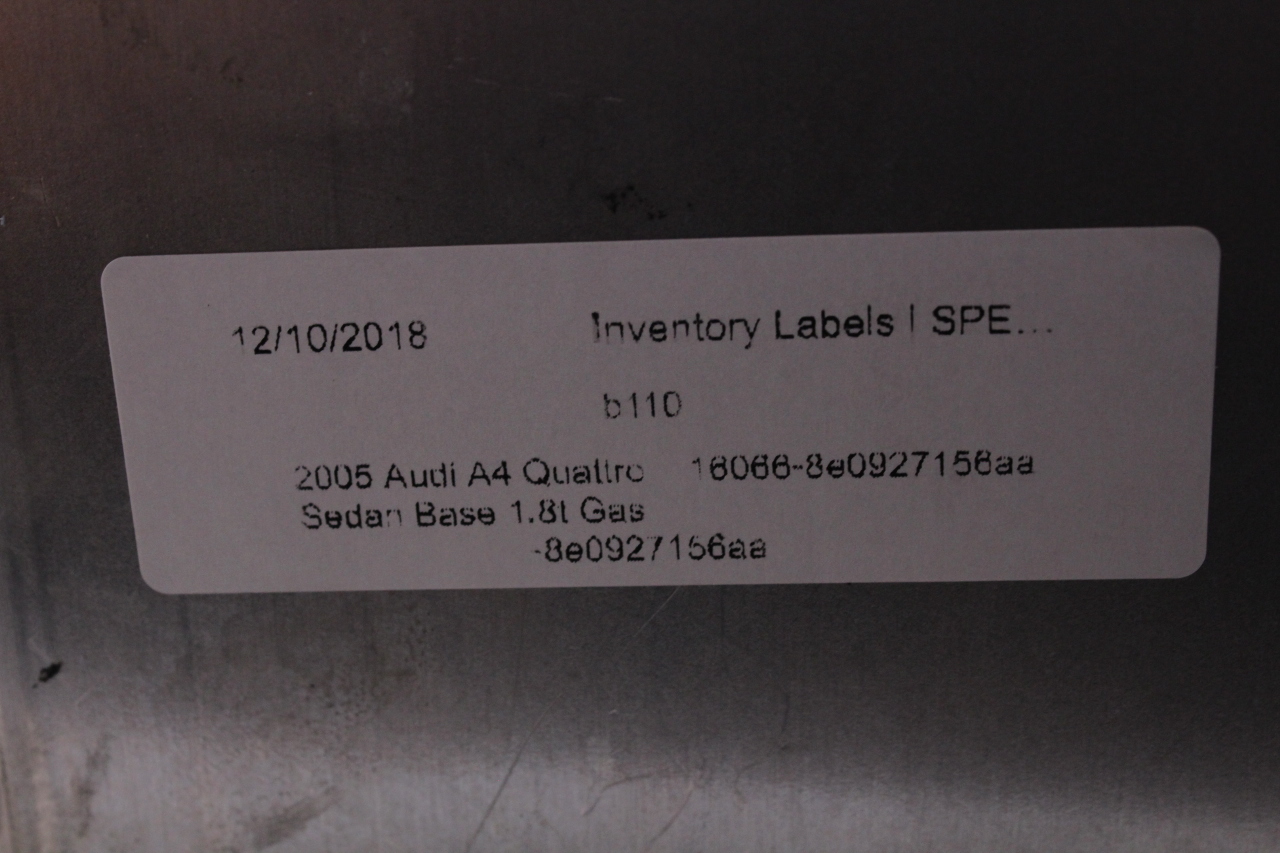 12/10/2018 Inventory Labels | SPE...
b110
2005 Audi A4 Quattro 16066-8e0927156aa
Sedan Base 1.8t Gas
-8e0927156aa